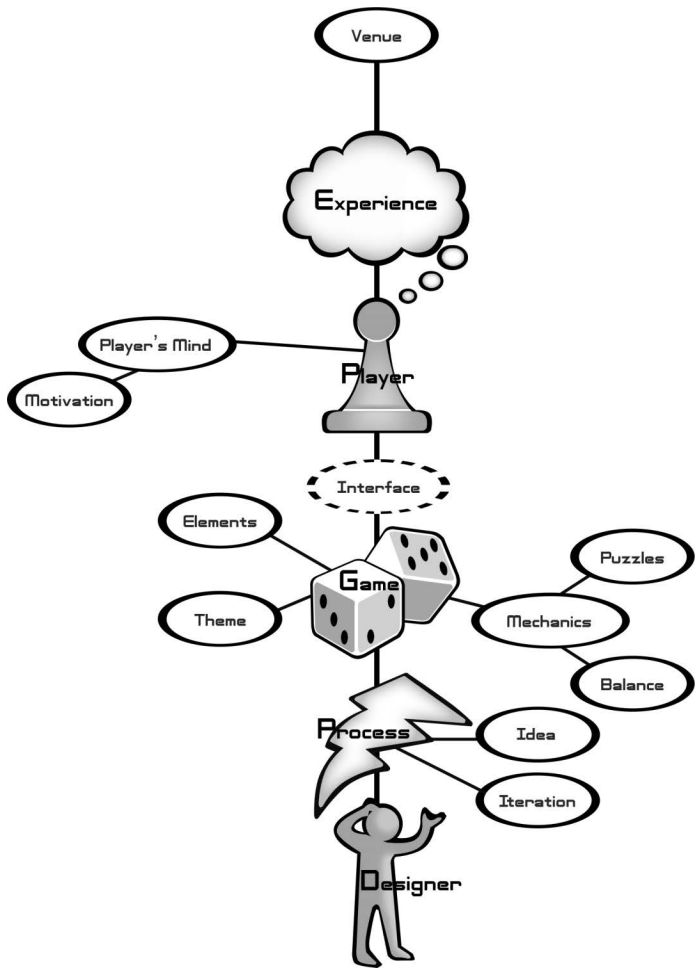 Venue
Experience
Player's Mind
Player
Motivation
Interface
Elements
Puzzles
Game
Theme
Mechanics
Balance
Process
Idea
Iteration
Designer